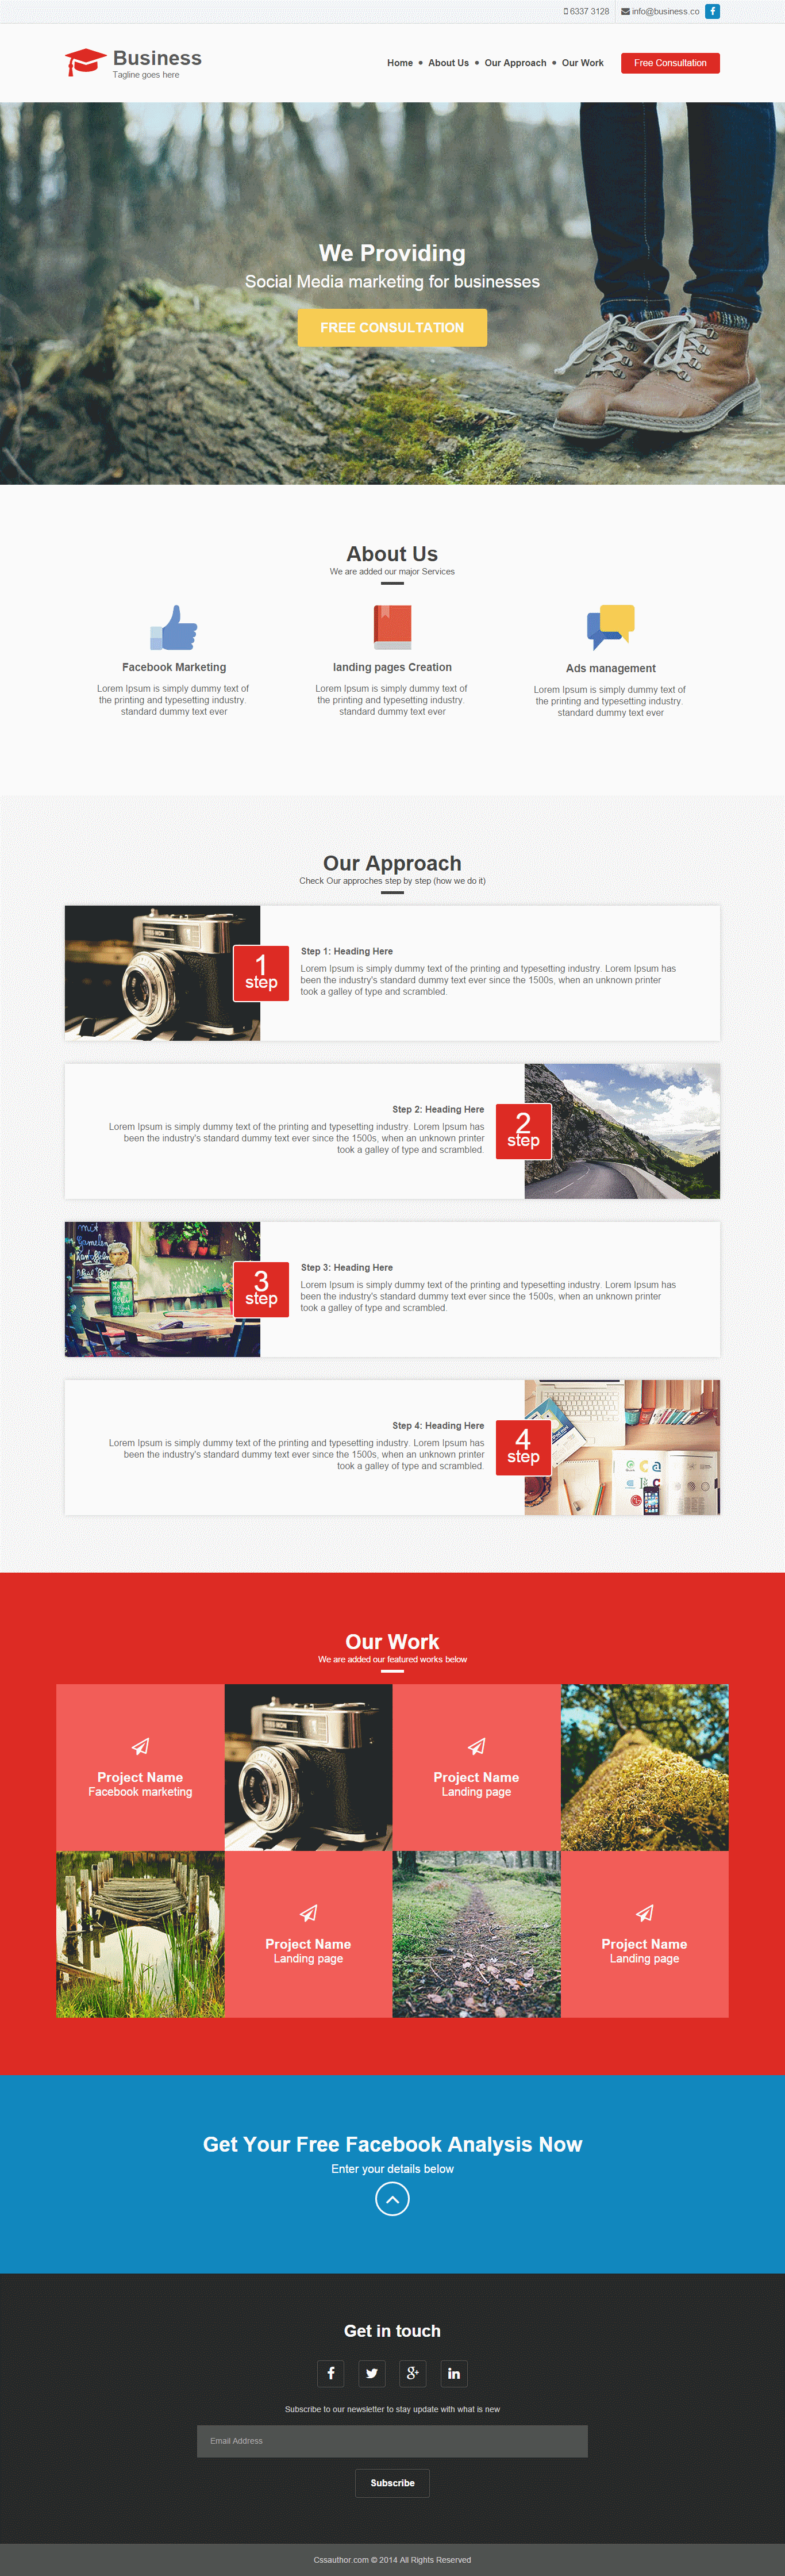 6337 3128
info@business.co
Business
Tagline goes here
Home • About Us • Our Approach • Our Work
Free Consultation
We Providing
Social Media marketing for businesses
FREE CONSULTATION
About Us
We are added our major Services
Facebook Marketing
Lorem Ipsum is simply dummy text of
the printing and typesetting industry.
standard dummy text ever
landing pages Creation
Lorem Ipsum is simply dummy text of
the printing and typesetting industry.
standard dummy text ever
Ads management
Lorem Ipsum is simply dummy text of
the printing and typesetting industry.
standard dummy text ever
Our Approach
Check Our approches step by step (how we do it)
1
step
Step 1: Heading Here
Lorem Ipsum is simply dummy text of the printing and typesetting industry. Lorem Ipsum has
been the industry's standard dummy text ever since the 1500s, when an unknown printer
took a galley of type and scrambled.
Step 2: Heading Here
Lorem Ipsum is simply dummy text of the printing and typesetting industry. Lorem Ipsum has
been the industry's standard dummy text ever since the 1500s, when an unknown printer
took a galley of type and scrambled.
2
step
3
step
Step 3: Heading Here
Lorem Ipsum is simply dummy text of the printing and typesetting industry. Lorem Ipsum has
been the industry's standard dummy text ever since the 1500s, when an unknown printer
took a galley of type and scrambled.
Step 4: Heading Here
Lorem Ipsum is simply dummy text of the printing and typesetting industry. Lorem Ipsum has
been the industry's standard dummy text ever since the 1500s, when an unknown printer
took a galley of type and scrambled.
4
step
Our Work
We are added our featured works below
Project Name
Facebook marketing
Project Name
Landing page
Project Name
Landing page
Project Name
Landing page
Get Your Free Facebook Analysis Now
Enter your details below
Get in touch
Subscribe to our newsletter to stay update with what is new
Email Address
Subscribe
Cssauthor.com © 2014 All Rights Reserved